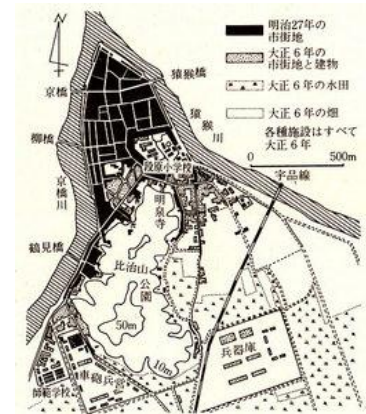 明治27年の
市街地
大正6年の
市街地と建物
大正6年の水田
大正6年の畑
各種施設はすべて
大正6年
0 500m
猿猴橋
京橋
猿猴川
柳橋
段原小学校
京橋川
明泉寺
宇品線
鶴見橋
比治山公園
50m
10m
兵器庫
車砲兵営
師範学校